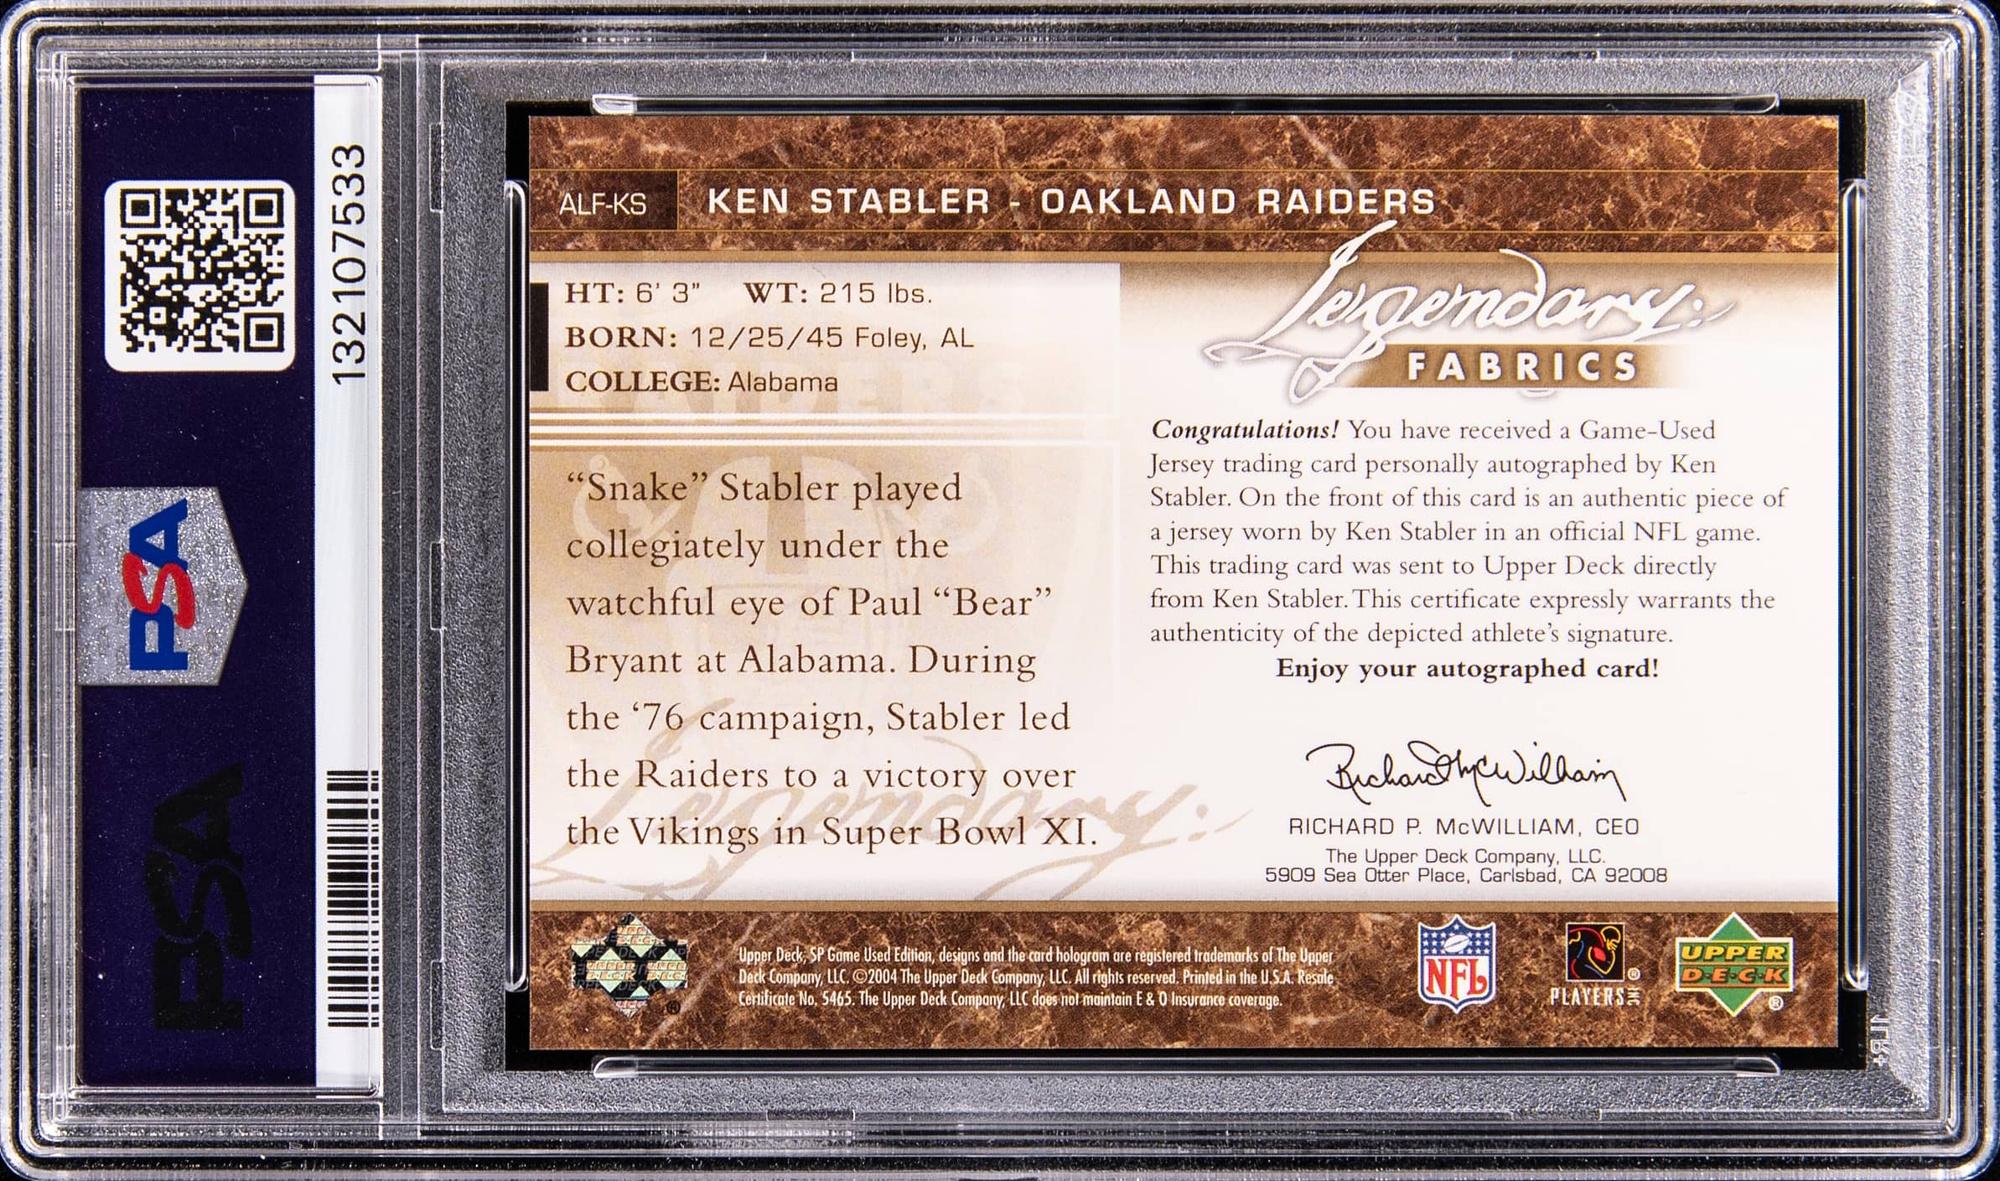 132107533
PSA
PSA
ALF-KS
KEN STABLER - OAKLAND RAIDERS
HT: 6' 3" WT: 215 lbs.
BORN: 12/25/45 Foley, AL
COLLEGE: Alabama
“Snake” Stabler played
collegiately under the
watchful eye of Paul “Bear”
Bryant at Alabama. During
the ‘76 campaign, Stabler led
the Raiders to a victory over
the Vikings in Super Bowl XI.
Legendary
Legendary
FABRICS
Congratulations! You have received a Game-Used
Jersey trading card personally autographed by Ken
Stabler. On the front of this card is an authentic piece of
a jersey worn by Ken Stabler in an official NFL game.
This trading card was sent to Upper Deck directly
from Ken Stabler. This certificate expressly warrants the
authenticity of the depicted athlete's signature.
Enjoy your autographed card!
Richard McWilliam
RICHARD P. McWILLIAM, CEO
The Upper Deck Company, LLC.
5909 Sea Otter Place, Carlsbad, CA 92008
Upper Deck, SP Game Used Edition, designs and the card hologram are registered trademarks of The Upper
Deck Company, LLC. ©2004 The Upper Deck Company, LLC. All rights reserved. Printed in the U.S.A. Resale
Certificate No. 5465. The Upper Deck Company, LLC does not maintain E & O Insurance coverage.
NFL
PLAYERS INC ®
UPPER
DECK ®